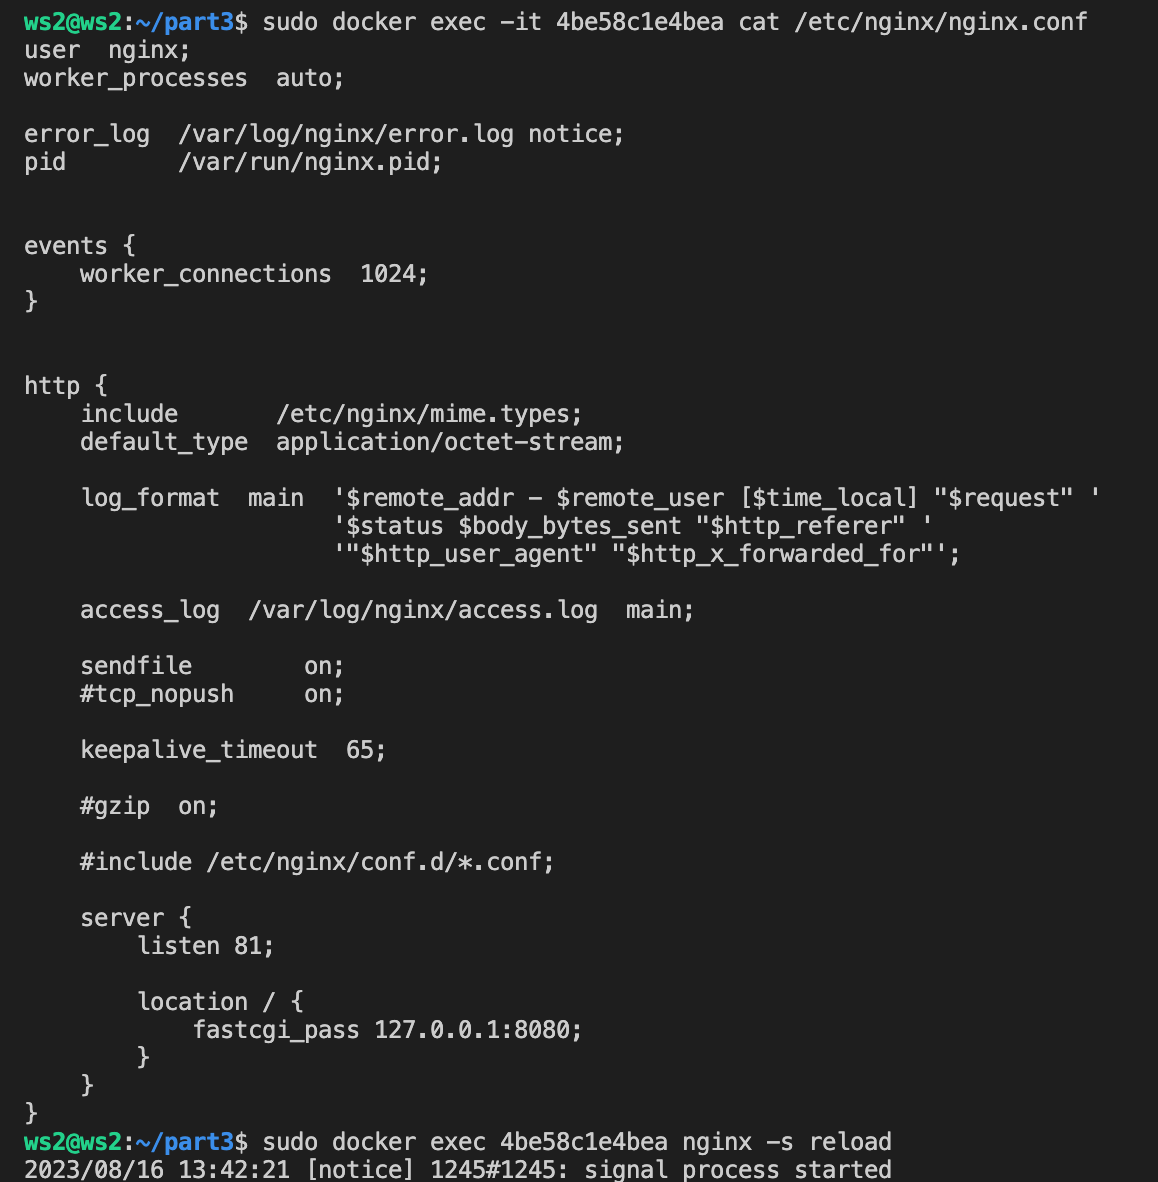 ws2@ws2:~/part3$ sudo docker exec -it 4be58c1e4bea cat /etc/nginx/nginx.conf
user  nginx;
worker_processes  auto;
error_log  /var/log/nginx/error.log notice;
pid        /var/run/nginx.pid;
events {
    worker_connections  1024;
}
http {
    include       /etc/nginx/mime.types;
    default_type  application/octet-stream;
    log_format  main  '$remote_addr - $remote_user [$time_local] "$request" '
                      '$status $body_bytes_sent "$http_referer" '
                      '"$http_user_agent" "$http_x_forwarded_for"';
    access_log  /var/log/nginx/access.log  main;
    sendfile        on;
    #tcp_nopush     on;
    keepalive_timeout  65;
    #gzip  on;
    #include /etc/nginx/conf.d/*.conf;
    server {
        listen 81;
        location / {
            fastcgi_pass 127.0.0.1:8080;
        }
    }
}
ws2@ws2:~/part3$ sudo docker exec 4be58c1e4bea nginx -s reload
2023/08/16 13:42:21 [notice] 1245#1245: signal process started